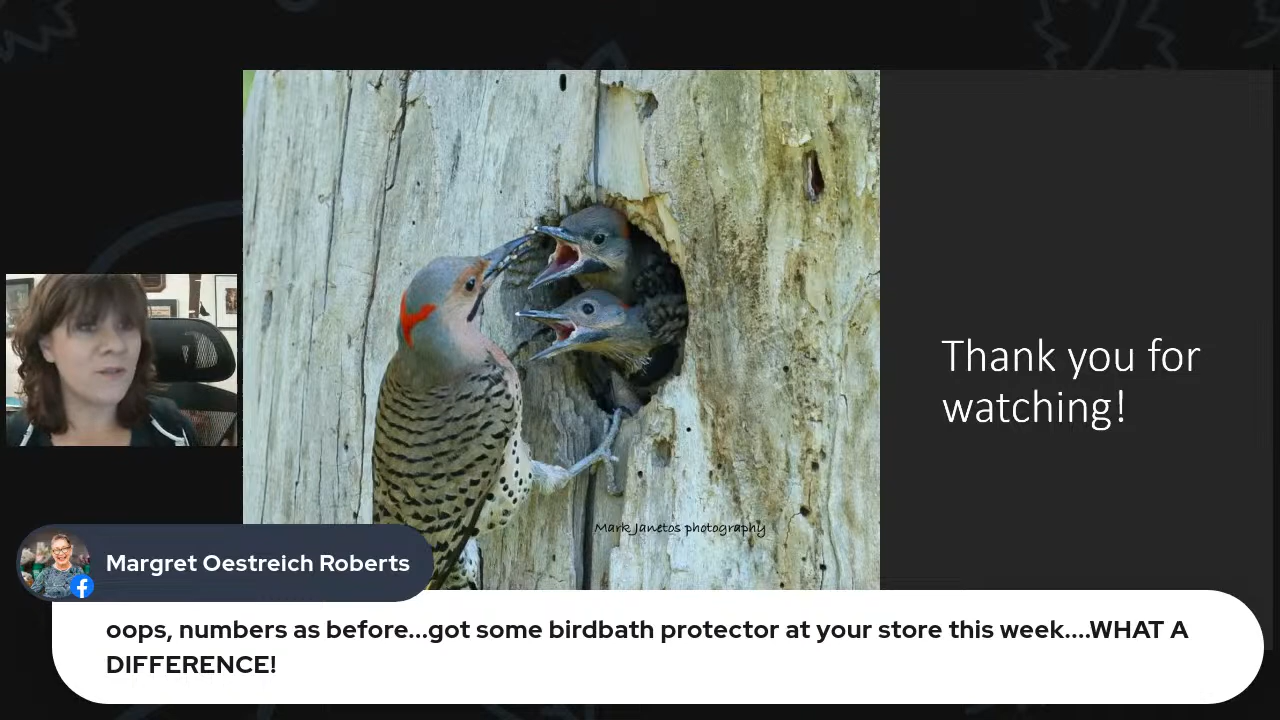 Thank you for
watching!
Mark Janetos photography
Margret Oestreich Roberts
oops, numbers as before...got some birdbath protector at your store this week....WHAT A
DIFFERENCE!